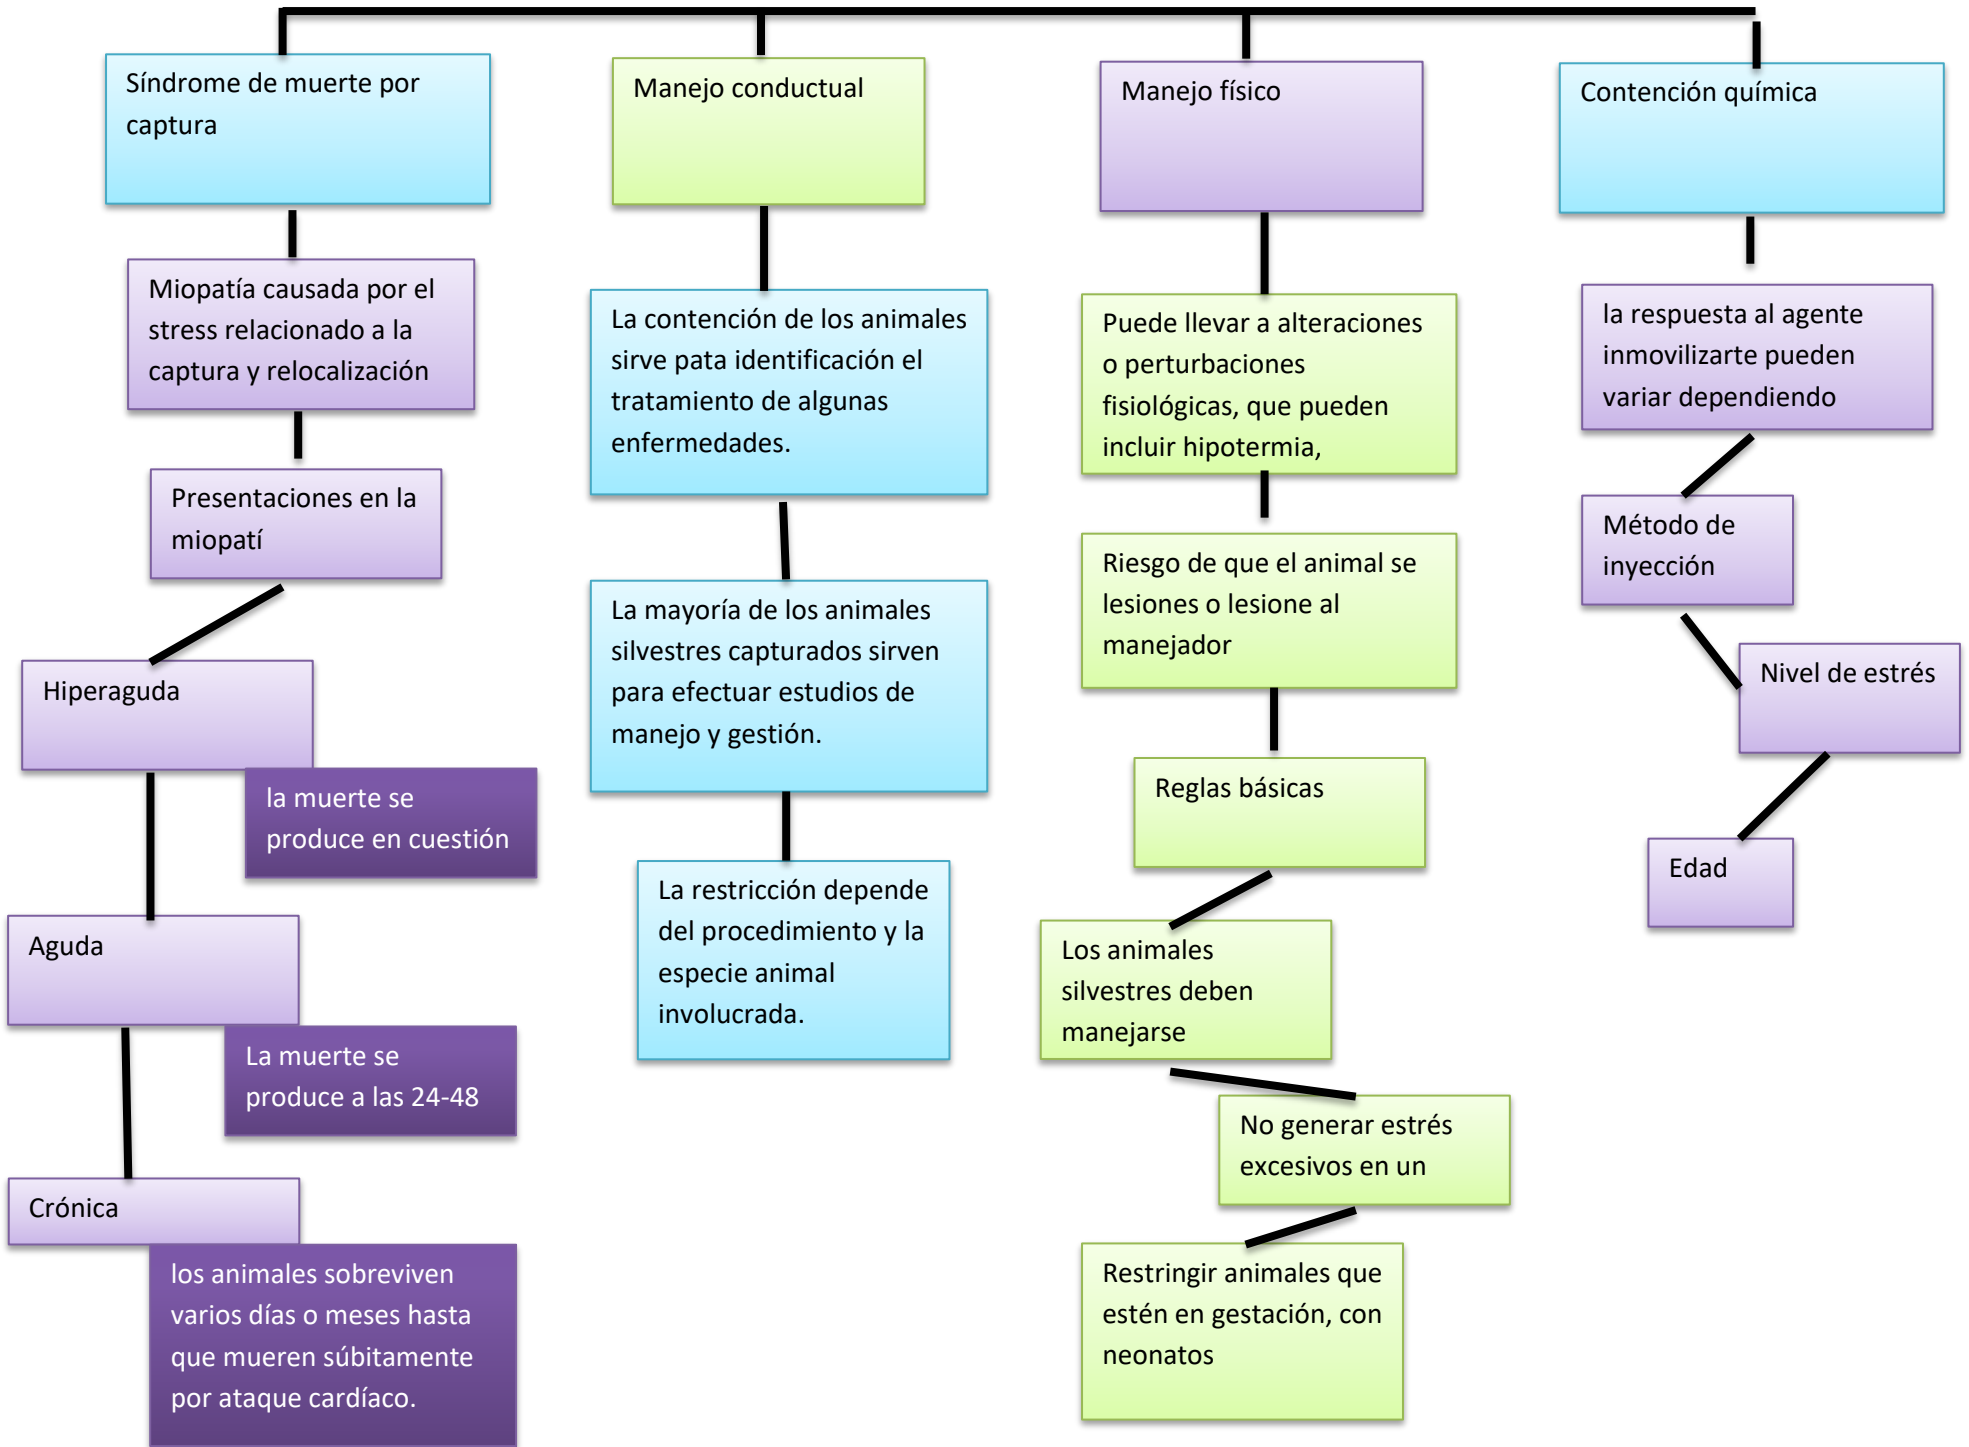 Síndrome de muerte por
captura
Miopatía causada por el
stress relacionado a la
captura y relocalización
Presentaciones en la
miopatí
Hiperaguda
la muerte se
produce en cuestión
Aguda
La muerte se
produce a las 24-48
Crónica
los animales sobreviven
varios días o meses hasta
que mueren súbitamente
por ataque cardíaco.
Manejo conductual
La contención de los animales
sirve pata identificación el
tratamiento de algunas
enfermedades.
La mayoría de los animales
silvestres capturados sirven
para efectuar estudios de
manejo y gestión.
La restricción depende
del procedimiento y la
especie animal
involucrada.
Manejo físico
Puede llevar a alteraciones
o perturbaciones
fisiológicas, que pueden
incluir hipotermia,
Riesgo de que el animal se
lesiones o lesione al
manejador
Reglas básicas
Los animales
silvestres deben
manejarse
No generar estrés
excesivos en un
Restringir animales que
estén en gestación, con
neonatos
Contención química
la respuesta al agente
inmovilizarte pueden
variar dependiendo
Método de
inyección
Nivel de estrés
Edad